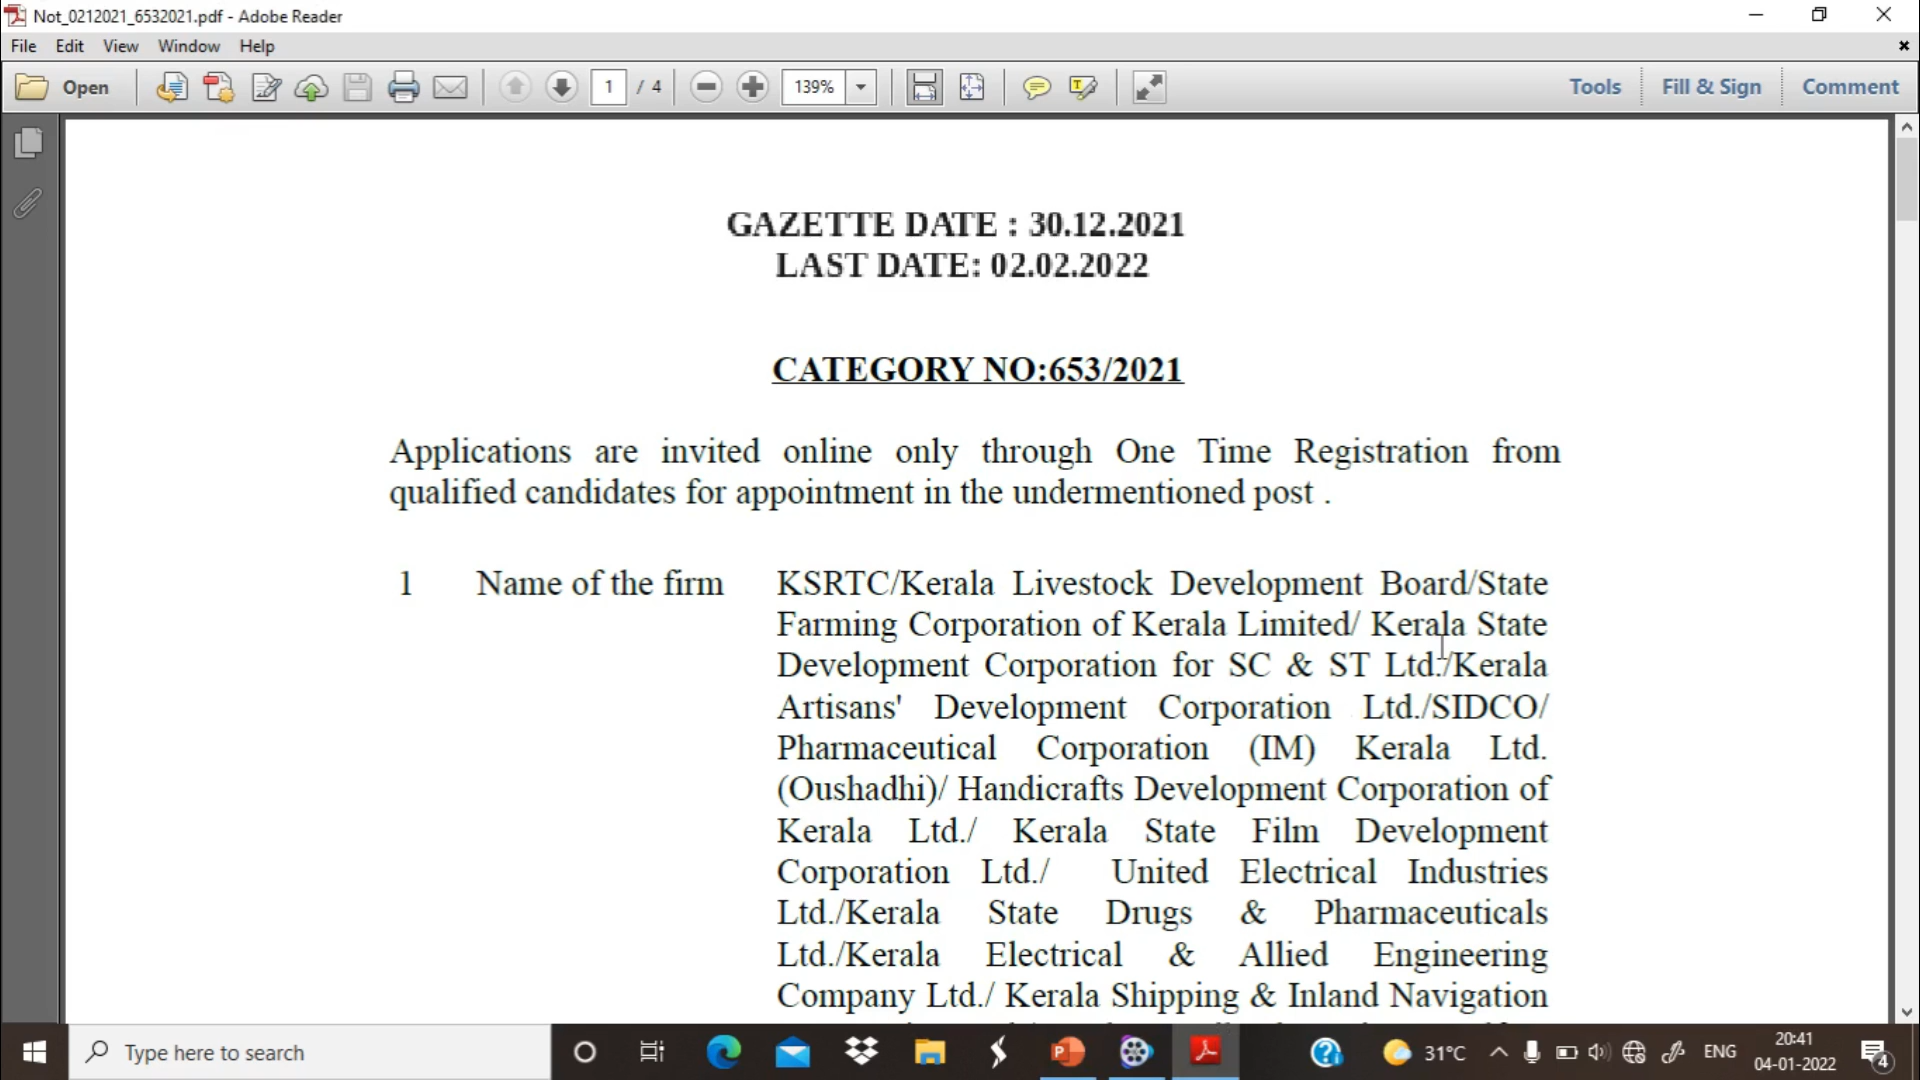 Not_0212021_6532021.pdf - Adobe Reader
File Edit View Window Help
Open 1 / 4 139% Tools Fill & Sign Comment
GAZETTE DATE : 30.12.2021
LAST DATE: 02.02.2022
CATEGORY NO:653/2021
Applications are invited online only through One Time Registration from
qualified candidates for appointment in the undermentioned post .
1 Name of the firm KSRTC/Kerala Livestock Development Board/State
Farming Corporation of Kerala Limited/ Kerala State
Development Corporation for SC & ST Ltd./Kerala
Artisans' Development Corporation Ltd./SIDCO/
Pharmaceutical Corporation (IM) Kerala Ltd.
(Oushadhi)/ Handicrafts Development Corporation of
Kerala Ltd./ Kerala State Film Development
Corporation Ltd./ United Electrical Industries
Ltd./Kerala State Drugs & Pharmaceuticals
Ltd./Kerala Electrical & Allied Engineering
Company Ltd./ Kerala Shipping & Inland Navigation
Type here to search 31°C ENG 20:41
04-01-2022 4